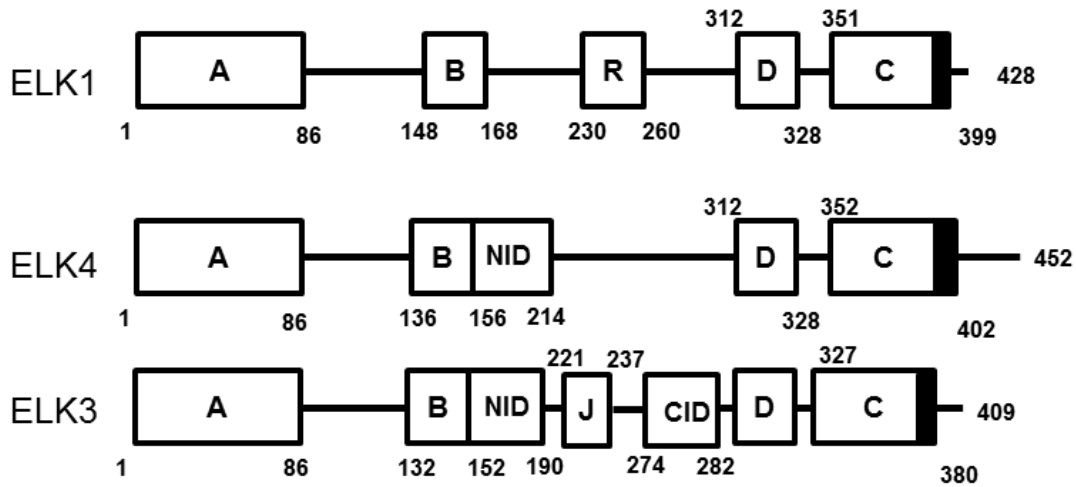 312 351
ELK1 A B R D C 428
1 86 148 168 230 260 328 399
312 352
ELK4 A B NID D C 452
1 86 136 156 214 328 402
221 237 327
ELK3 A B NID J CID D C 409
1 86 132 152 190 274 282 380